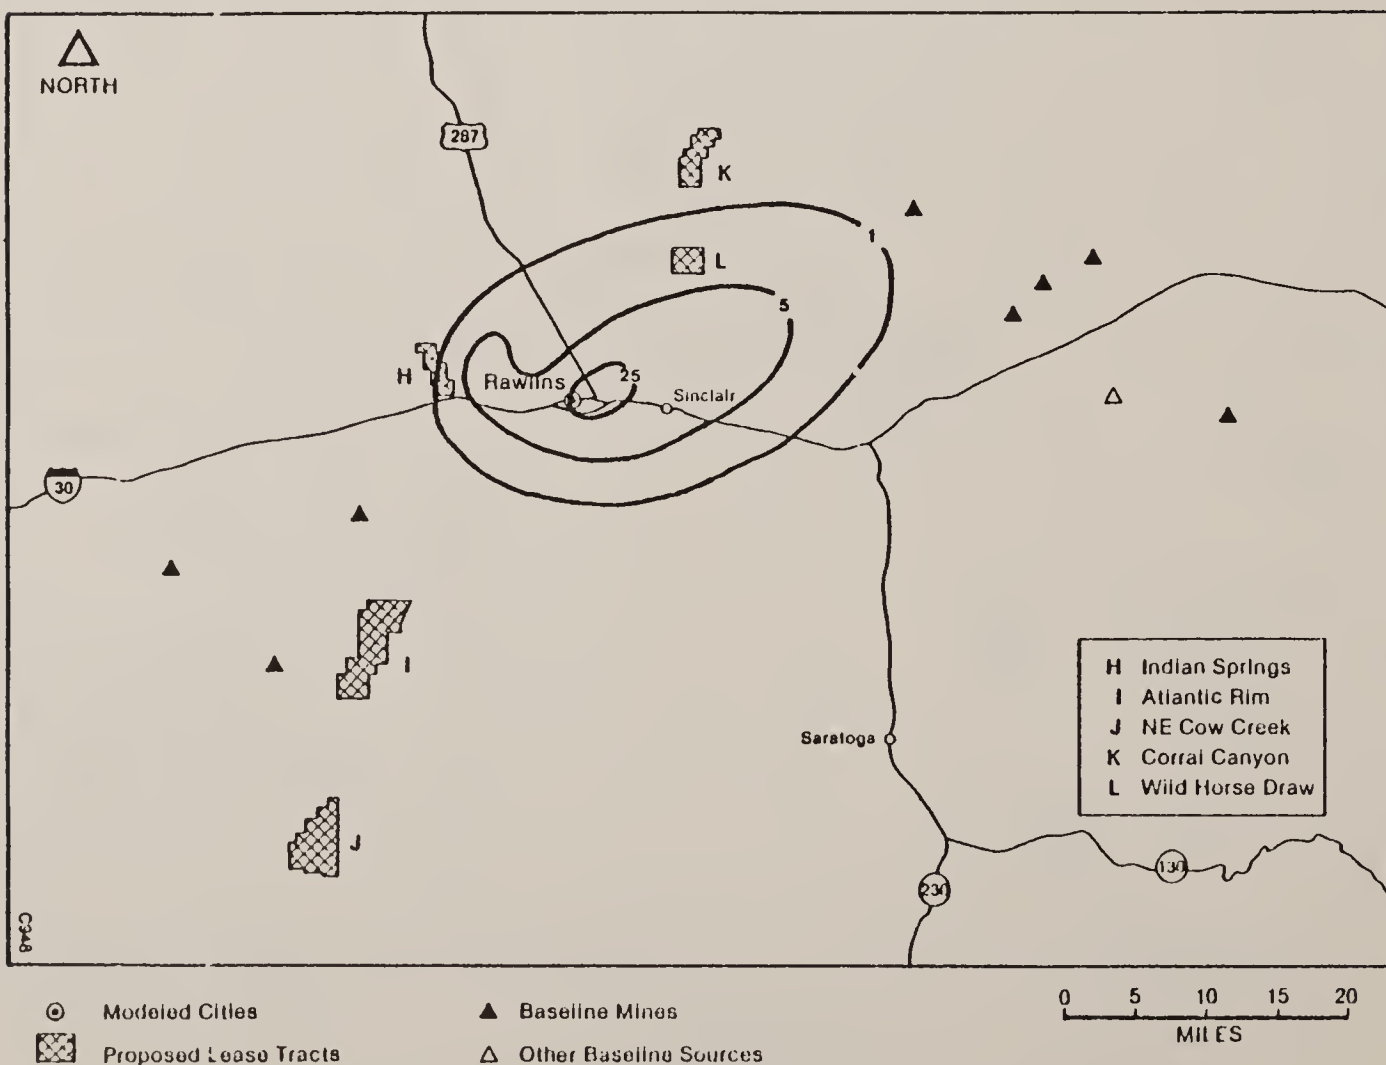 NORTH
287
K
1
L
5
H
Rawlins
25
Sinclair
30
I
H Indian Springs
I Atlantic Rim
J NE Cow Creek
K Corral Canyon
L Wild Horse Draw
Saratoga
J
130
230
C348
Modeled Cities
Baseline Mines
0 5 10 15 20
MILES
Proposed Lease Tracts
Other Baseline Sources